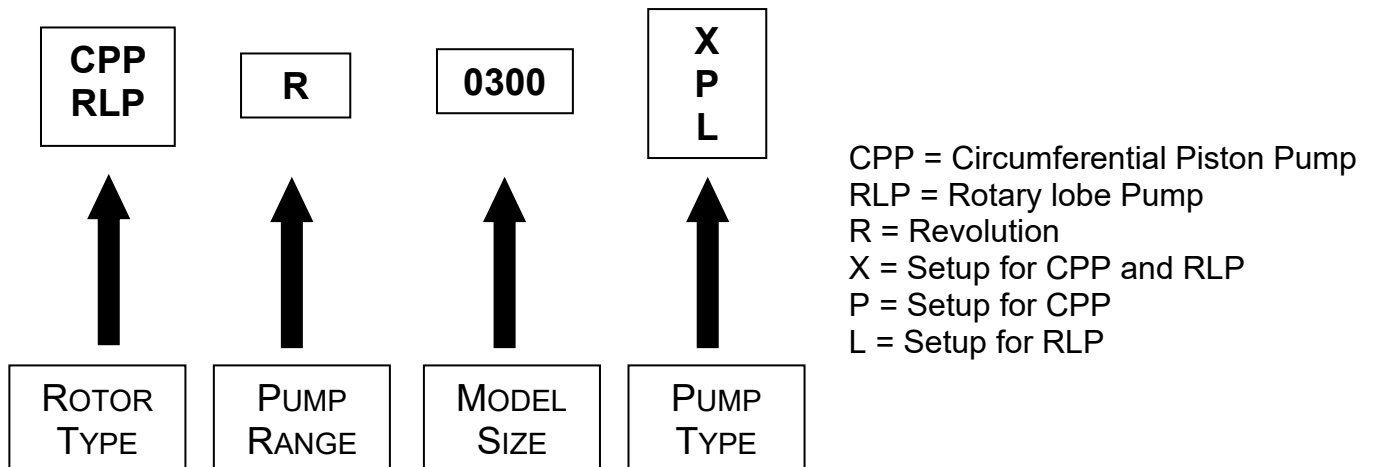 CPP
RLP
R
0300
X
P
L
CPP = Circumferential Piston Pump
RLP = Rotary lobe Pump
R = Revolution
X = Setup for CPP and RLP
P = Setup for CPP
L = Setup for RLP
ROTOR
TYPE
PUMP
RANGE
MODEL
SIZE
PUMP
TYPE